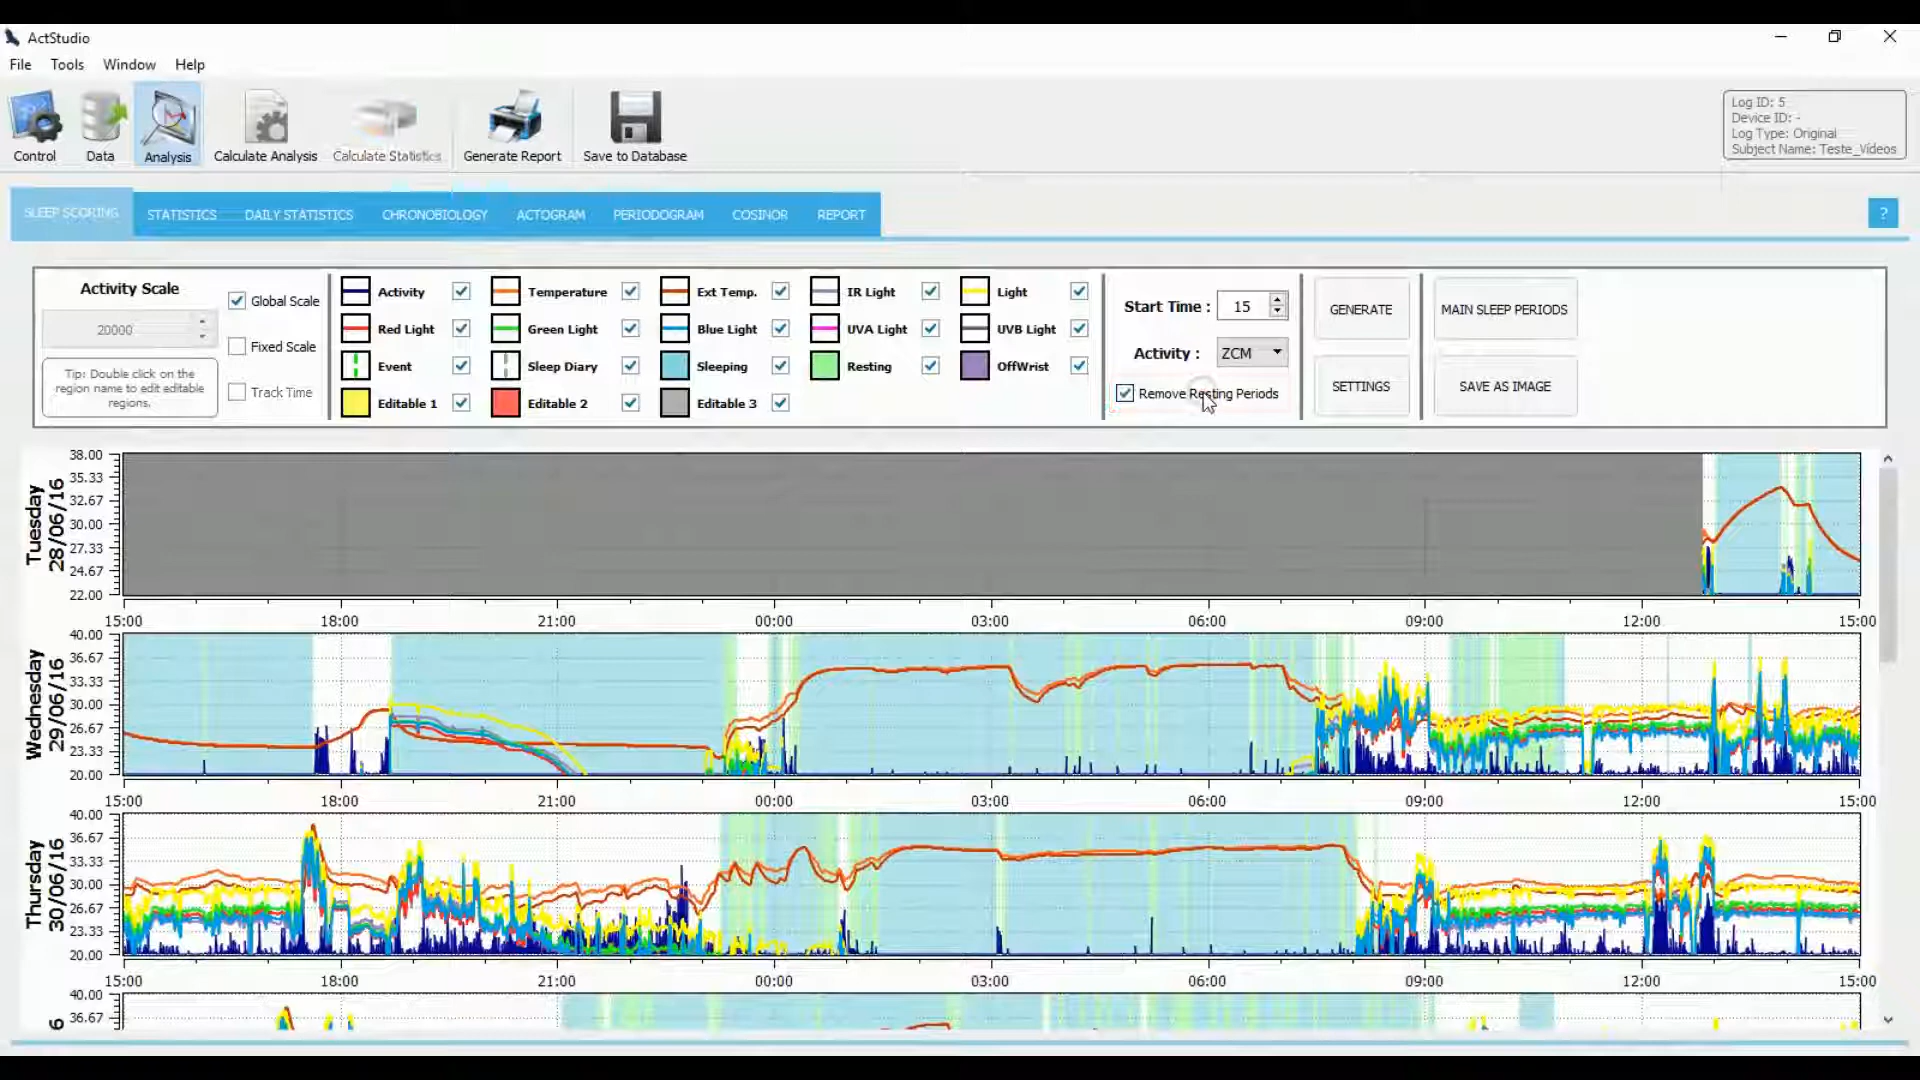 ActStudio
File Tools Window Help
Control Data Analysis Calculate Analysis Calculate Statistics Generate Report Save to Database
Log ID: 5
Device ID: -
Log Type: Original
Subject Name: Teste_Vídeos
SLEEP SCORING STATISTICS DAILY STATISTICS CHRONOBIOLOGY ACTOGRAM PERIODOGRAM COSINOR REPORT ?
Activity Scale
20000
Global Scale
Fixed Scale
Track Time
Tip: Double click on the
region name to edit editable
regions.
Activity Temperature Ext Temp. IR Light Light
Red Light Green Light Blue Light UVA Light UVB Light
Event Sleep Diary Sleeping Resting OffWrist
Editable 1 Editable 2 Editable 3
Start Time : 15
Activity : ZCM
Remove Resting Periods
GENERATE MAIN SLEEP PERIODS
SETTINGS SAVE AS IMAGE
Tuesday
28/06/16
38.00
35.33
32.67
30.00
27.33
24.67
22.00
15:00 18:00 21:00 00:00 03:00 06:00 09:00 12:00 15:00
Wednesday
29/06/16
40.00
36.67
33.33
30.00
26.67
23.33
20.00
15:00 18:00 21:00 00:00 03:00 06:00 09:00 12:00 15:00
Thursday
30/06/16
40.00
36.67
33.33
30.00
26.67
23.33
20.00
15:00 18:00 21:00 00:00 03:00 06:00 09:00 12:00 15:00
6
40.00
36.67